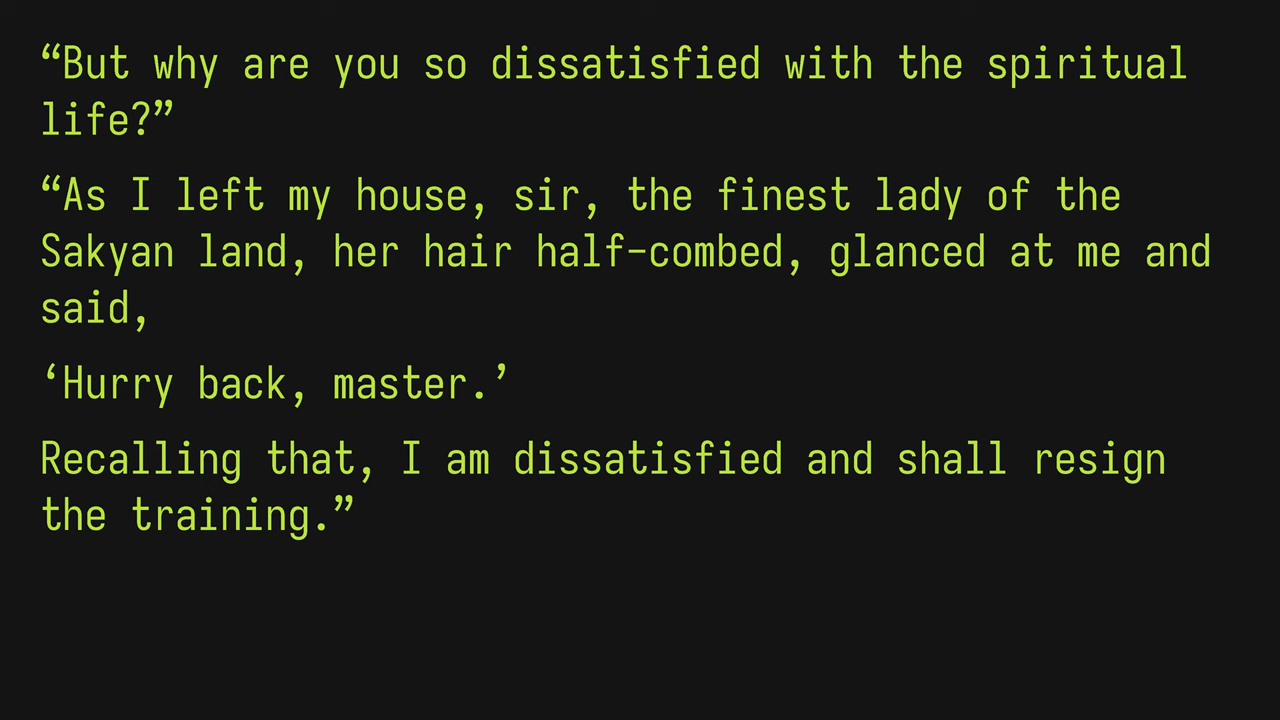 “But why are you so dissatisfied with the spiritual
life?”
“As I left my house, sir, the finest lady of the
Sakyan land, her hair half-combed, glanced at me and
said,
‘Hurry back, master.’
Recalling that, I am dissatisfied and shall resign
the training.”